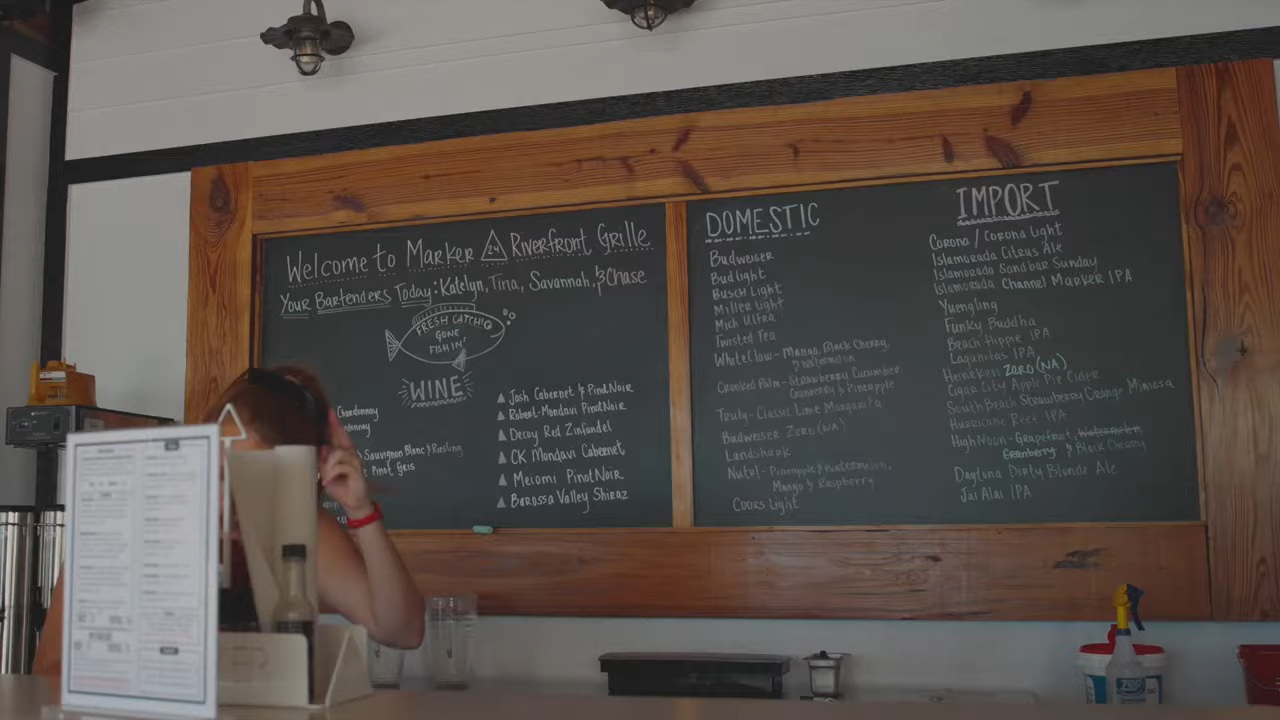 Welcome to Marker 24 Riverfront Grille
Your Bartenders Today: Katelyn, Tina, Savannah, & Chase
FRESH CATCH
GONE
FISHIN'
WINE
Chardonnay
Sauvignon Blanc & Riesling
Pinot Gris
Josh Cabernet & Pinot Noir
Robert Mondavi Pinot Noir
Decoy Red Zinfandel
CK Mondavi Cabernet
Meiomi Pinot Noir
Barossa Valley Shiraz
DOMESTIC
Budweiser
Budlight
Busch Light
Miller Light
Mich Ultra
Twisted Tea
White Claw - Mango, Black Cherry,
& Watermelon
Crooked Palm - Strawberry Cucumber
Cranberry & Pineapple
Truly - Classic Lime Margarita
Budweiser Zero (NA)
Landshark
Nutrl - Pineapple & Watermelon,
Mango & Raspberry
Coors Light
IMPORT
Corona / Corona Light
Islamorada Citrus Ale
Islamorada Sandbar Sunday
Islamorada Channel Marker IPA
Yuengling
Funky Buddha
Beach Hippie IPA
Lagunitas IPA
Heineken Zero (NA)
Cigar City Apple Pie Cider
South Beach Strawberry Orange Mimosa
Hurricane Reef IPA
High Noon - Grapefruit, Watermelon,
Cranberry & Black Cherry
Daytona Dirty Blonde Ale
Jai Alai IPA
ZEP